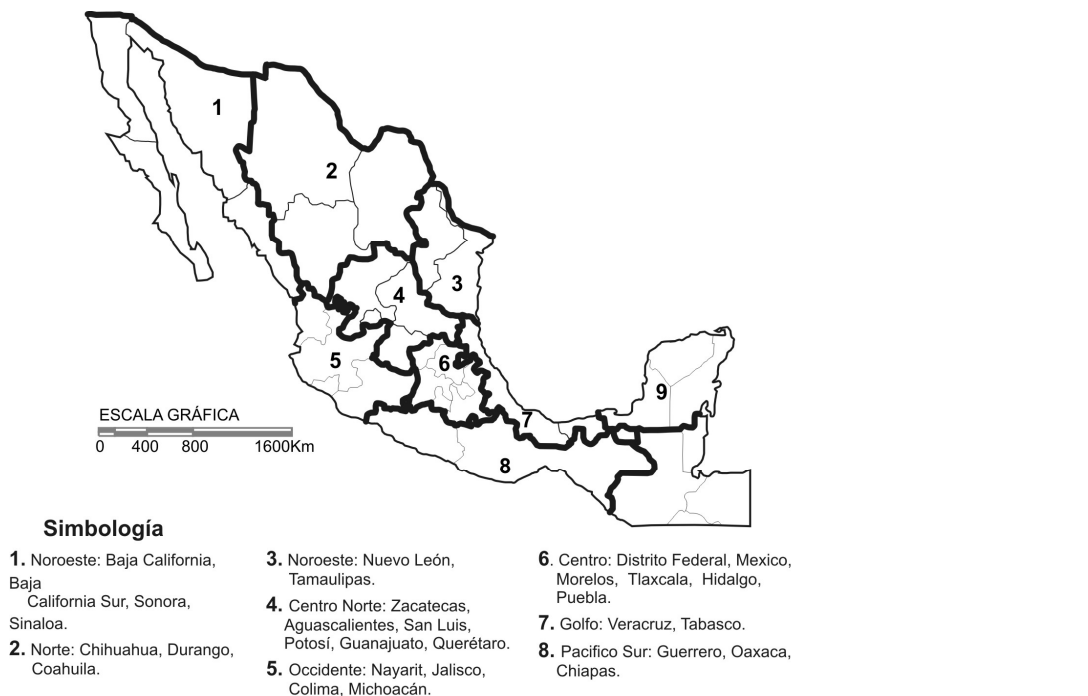 1
2
3
4
5
6
7
8
9
ESCALA GRÁFICA
0 400 800 1600Km
Simbología
1. Noroeste: Baja California,
Baja
California Sur, Sonora,
Sinaloa.
2. Norte: Chihuahua, Durango,
Coahuila.
3. Noroeste: Nuevo León,
Tamaulipas.
4. Centro Norte: Zacatecas,
Aguascalientes, San Luis,
Potosí, Guanajuato, Querétaro.
5. Occidente: Nayarit, Jalisco,
Colima, Michoacán.
6. Centro: Distrito Federal, Mexico,
Morelos, Tlaxcala, Hidalgo,
Puebla.
7. Golfo: Veracruz, Tabasco.
8. Pacifico Sur: Guerrero, Oaxaca,
Chiapas.